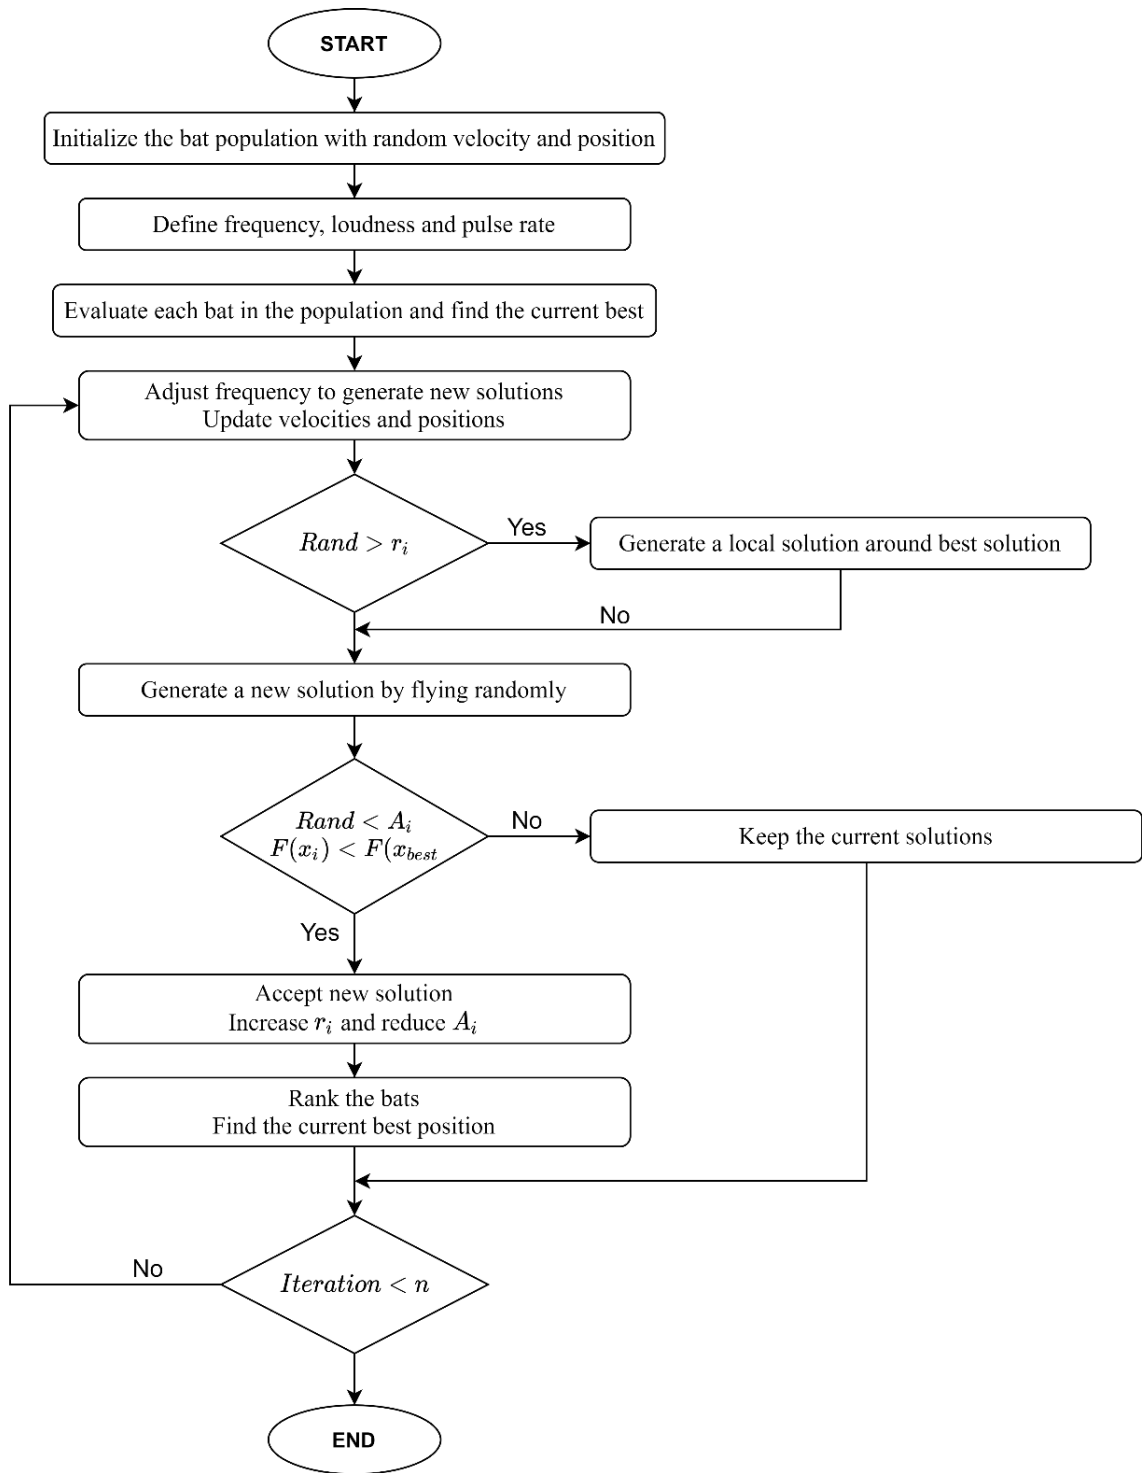 START
Initialize the bat population with random velocity and position
Define frequency, loudness and pulse rate
Evaluate each bat in the population and find the current best
Adjust frequency to generate new solutions
Update velocities and positions
Rand > r_i
Yes
Generate a local solution around best solution
No
Generate a new solution by flying randomly
Rand < A_i
F(x_i) < F(x_{best}
No
Keep the current solutions
Yes
Accept new solution
Increase r_i and reduce A_i
Rank the bats
Find the current best position
No
Iteration < n
END